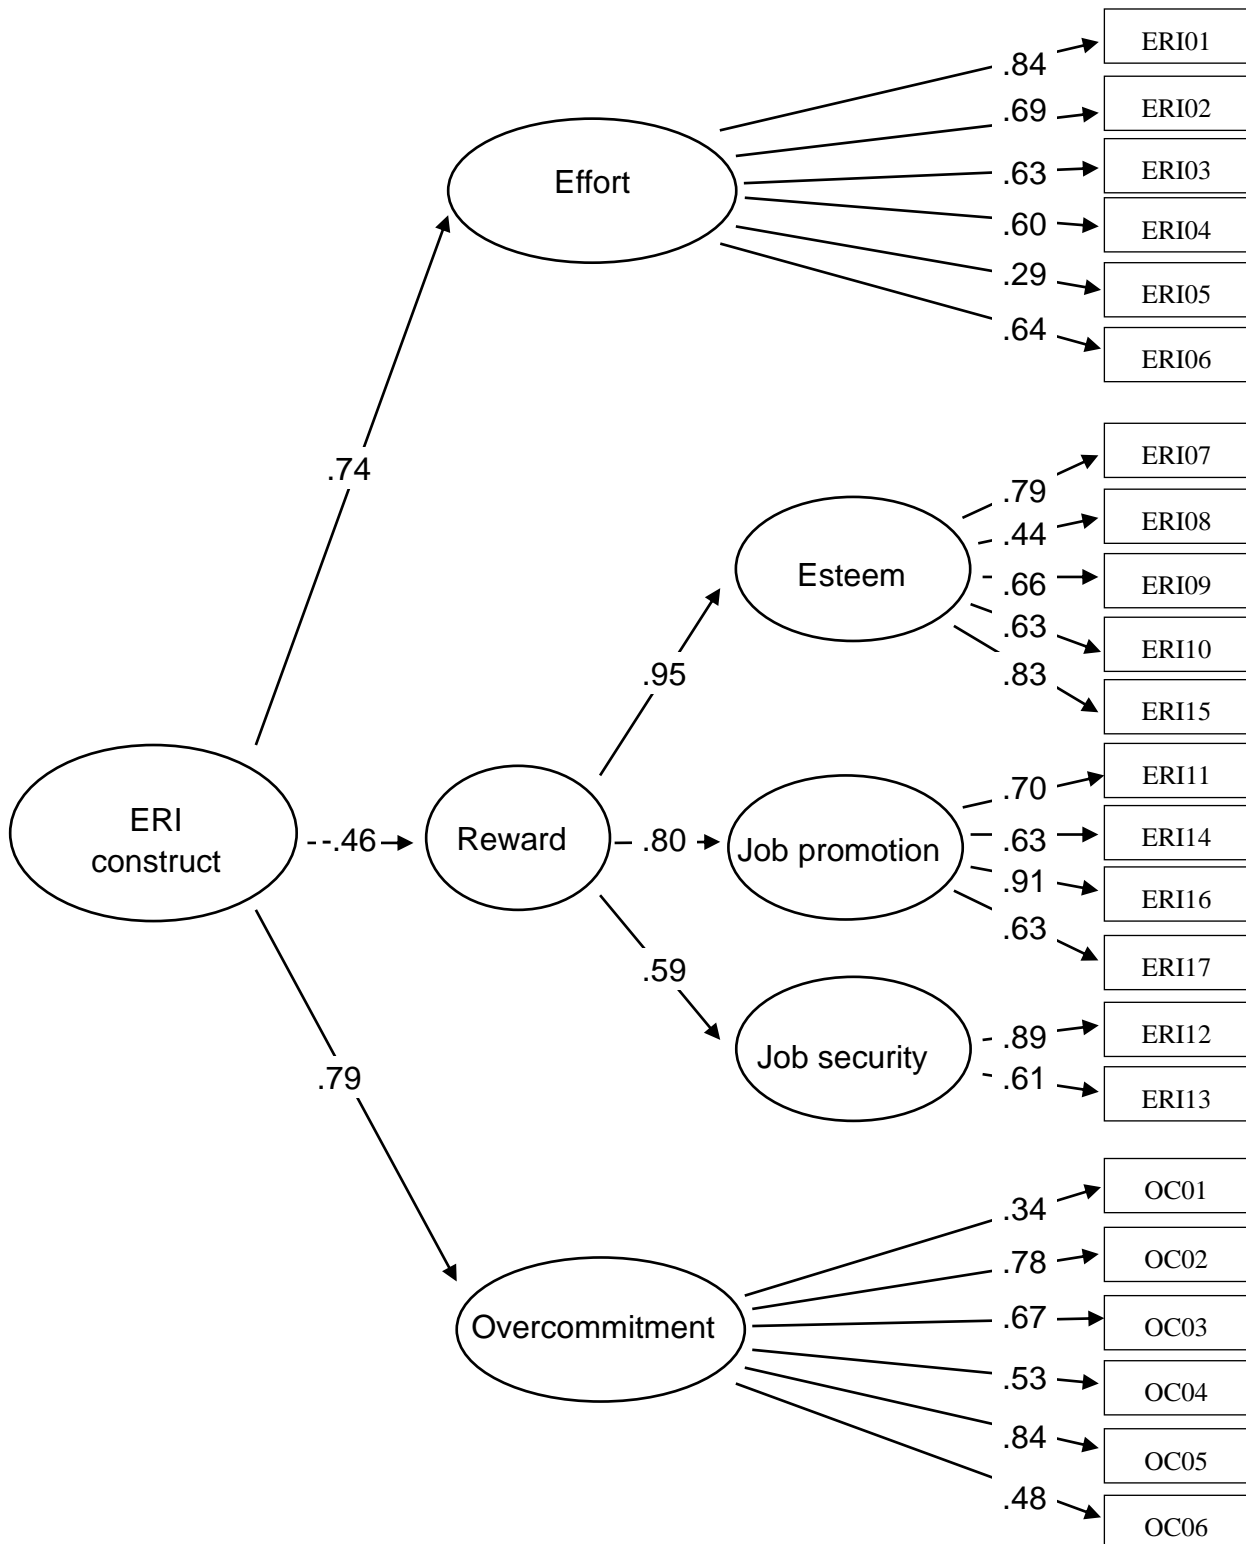 ERI01
.84
ERI02
.69
Effort
ERI03
.63
ERI04
.60
ERI05
.29
ERI06
.64
.74
ERI07
.79
ERI08
.44
Esteem
ERI09
.66
ERI10
.63
ERI15
.83
.95
ERI11
.70
ERI
construct
--.46
Reward
.80
Job promotion
ERI14
.63
ERI16
.91
ERI17
.63
.59
ERI12
.89
Job security
ERI13
.61
.79
OC01
.34
OC02
.78
Overcommitment
OC03
.67
OC04
.53
OC05
.84
OC06
.48